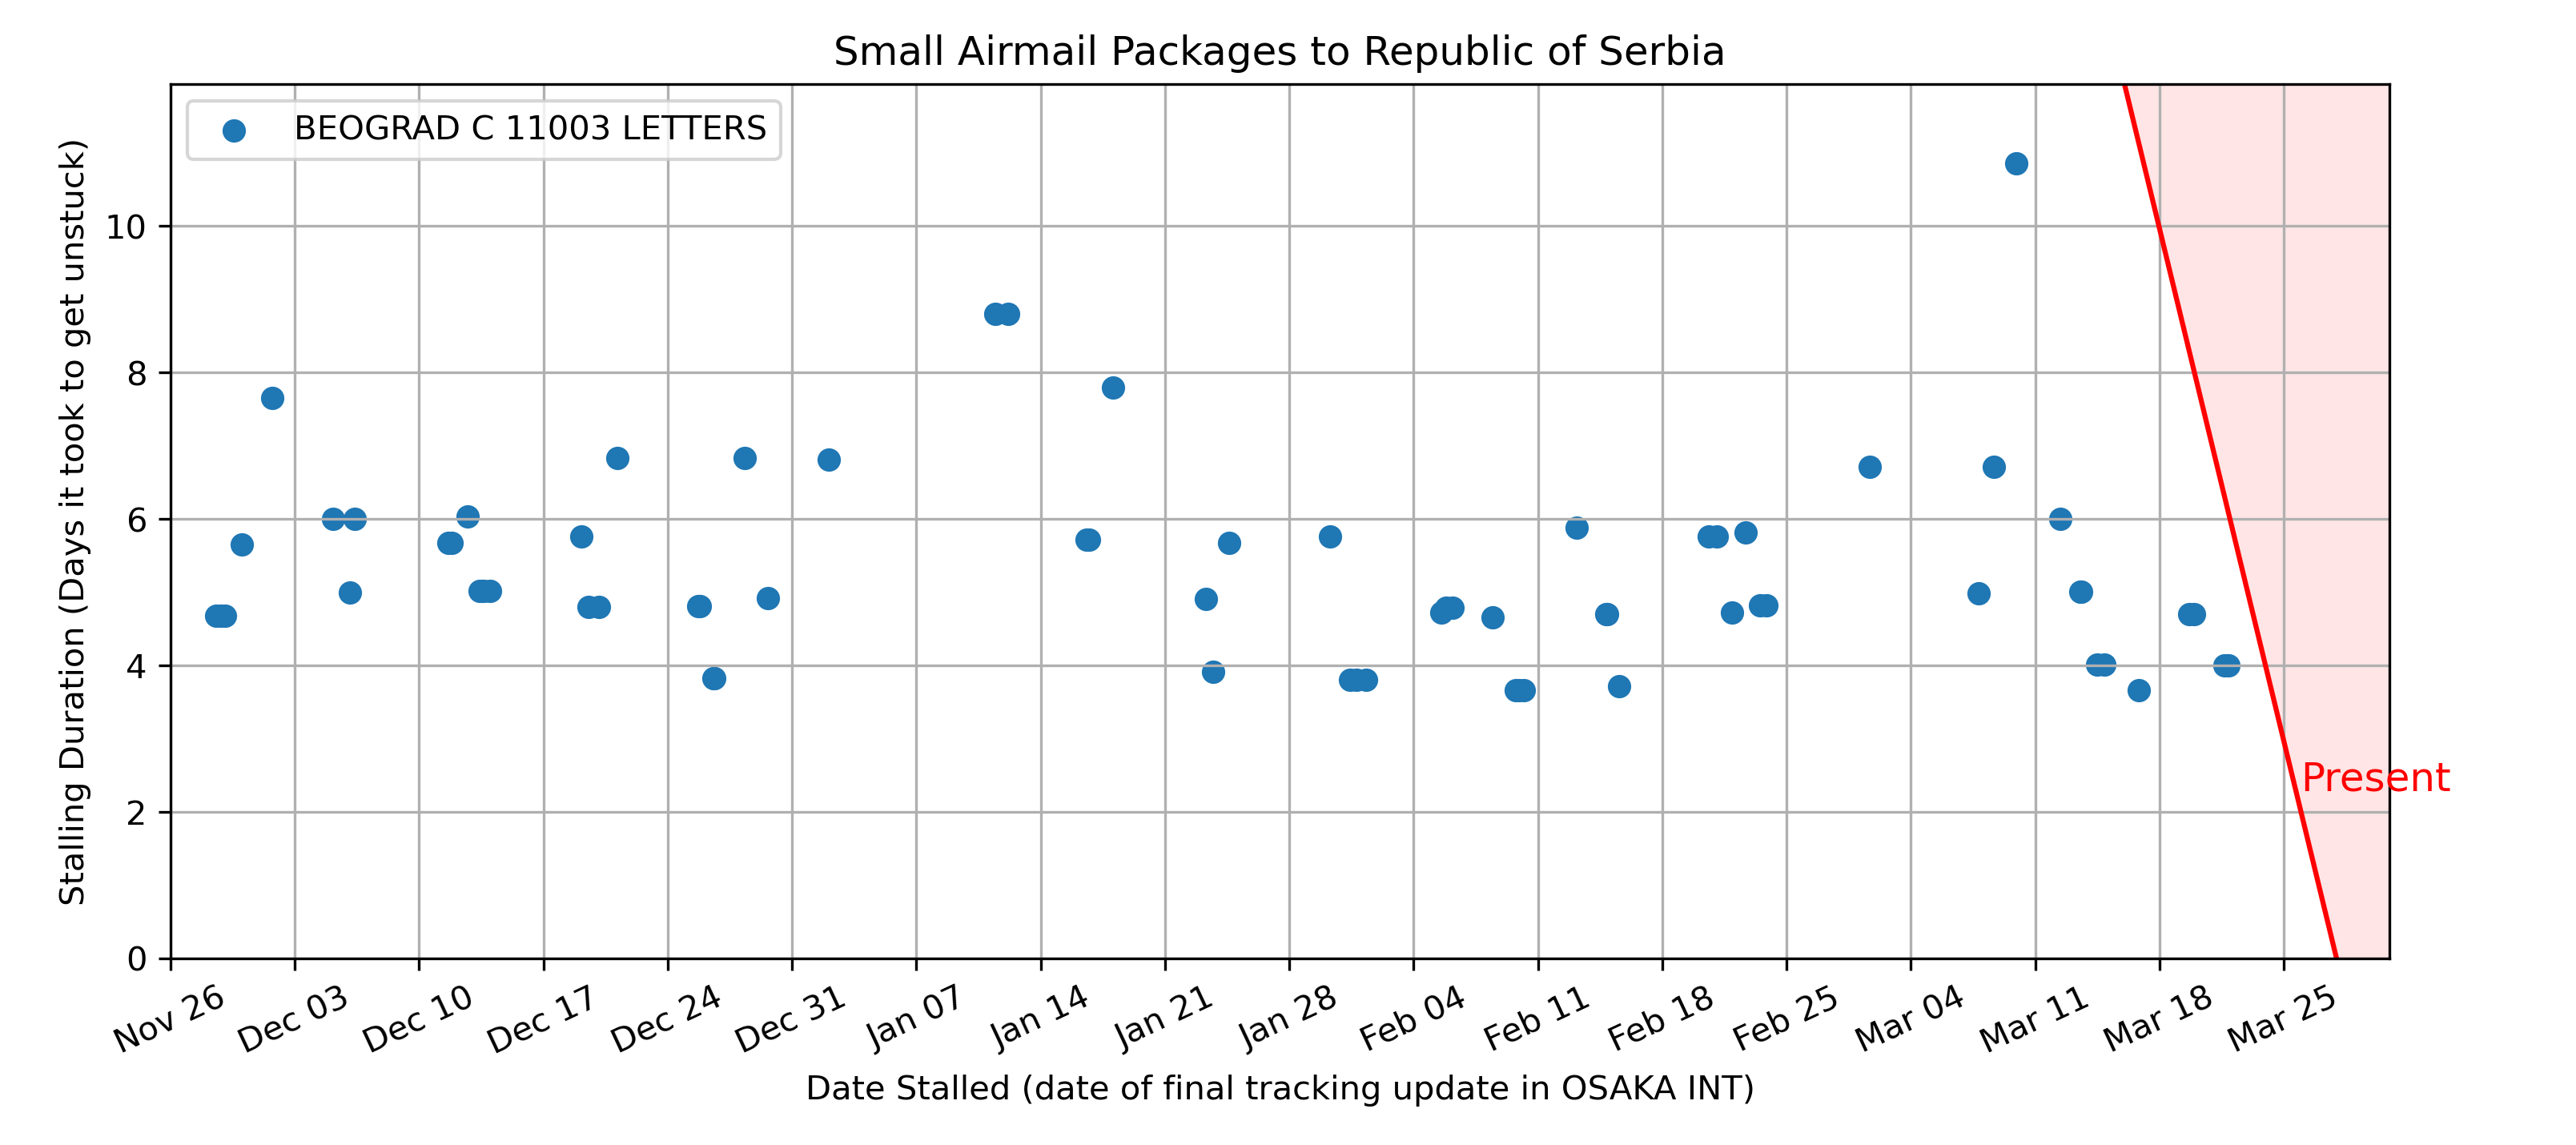 Small Airmail Packages to Republic of Serbia
BEOGRAD C 11003 LETTERS
Stalling Duration (Days it took to get unstuck)
10
8
6
4
2
0
Present
Nov 26 Dec 03 Dec 10 Dec 17 Dec 24 Dec 31 Jan 07 Jan 14 Jan 21 Jan 28 Feb 04 Feb 11 Feb 18 Feb 25 Mar 04 Mar 11 Mar 18 Mar 25
Date Stalled (date of final tracking update in OSAKA INT)